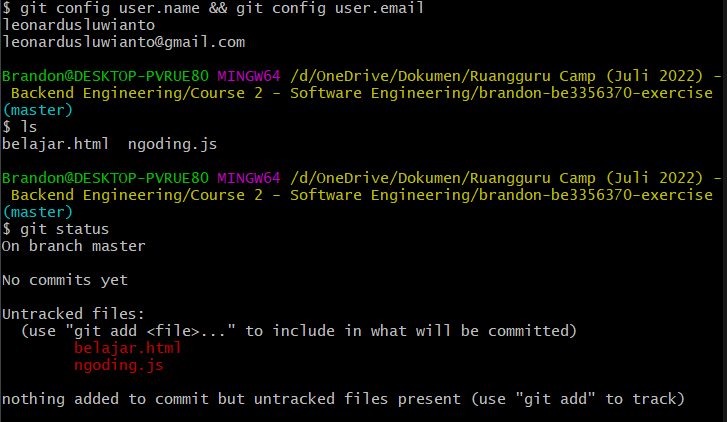 $ git config user.name && git config user.email
leonardusluwianto
leonardusluwianto@gmail.com
Brandon@DESKTOP-PVRUE80 MINGW64 /d/OneDrive/Dokumen/Ruangguru Camp (Juli 2022) -
 Backend Engineering/Course 2 - Software Engineering/brandon-be3356370-exercise
(master)
$ ls
belajar.html  ngoding.js
Brandon@DESKTOP-PVRUE80 MINGW64 /d/OneDrive/Dokumen/Ruangguru Camp (Juli 2022) -
 Backend Engineering/Course 2 - Software Engineering/brandon-be3356370-exercise
(master)
$ git status
On branch master
No commits yet
Untracked files:
  (use "git add <file>..." to include in what will be committed)
        belajar.html
        ngoding.js
nothing added to commit but untracked files present (use "git add" to track)